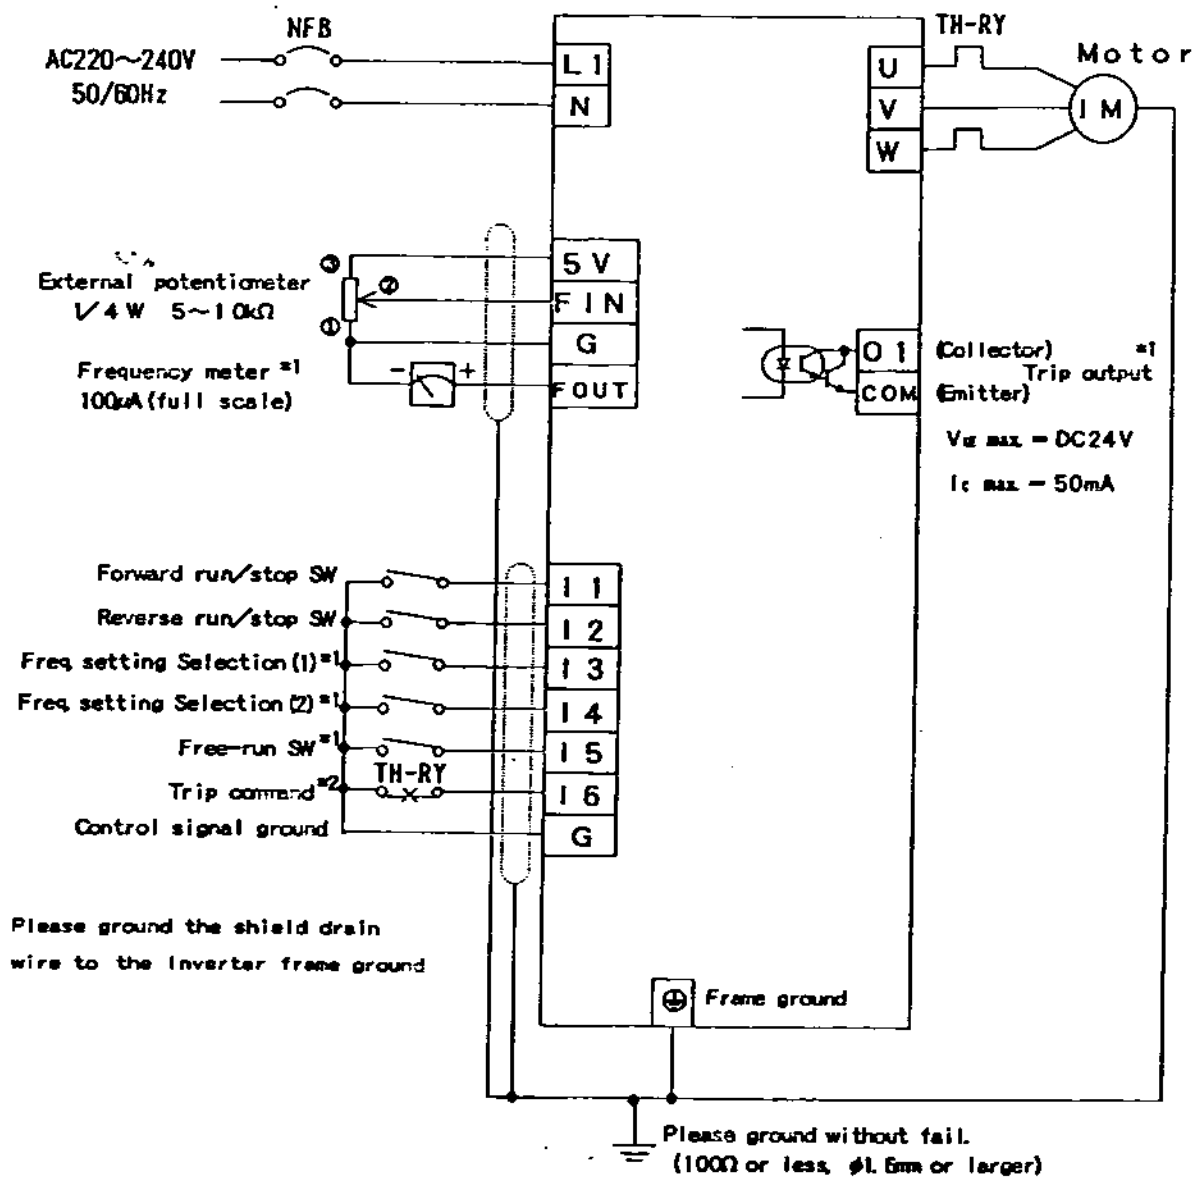 NFB
AC220～240V
50/60Hz
L1
N
TH-RY
Motor
U
V
W
IM
External potentiometer
1/4W 5～10kΩ
③
②
①
5V
FIN
G
FOUT
Frequency meter *1
100μA (full scale)
- +
O1
COM
(Collector) *1
Trip output
(Emitter)
VCE max. = DC24V
Ic max. = 50mA
Forward run/stop SW
Reverse run/stop SW
Freq. setting Selection (1) *1
Freq. setting Selection (2) *1
Free-run SW *1
TH-RY
Trip command *2
Control signal ground
I1
I2
I3
I4
I5
I6
G
Please ground the shield drain
wire to the Inverter frame ground
Frame ground
Please ground without fail.
(100Ω or less, φ1.6mm or larger)